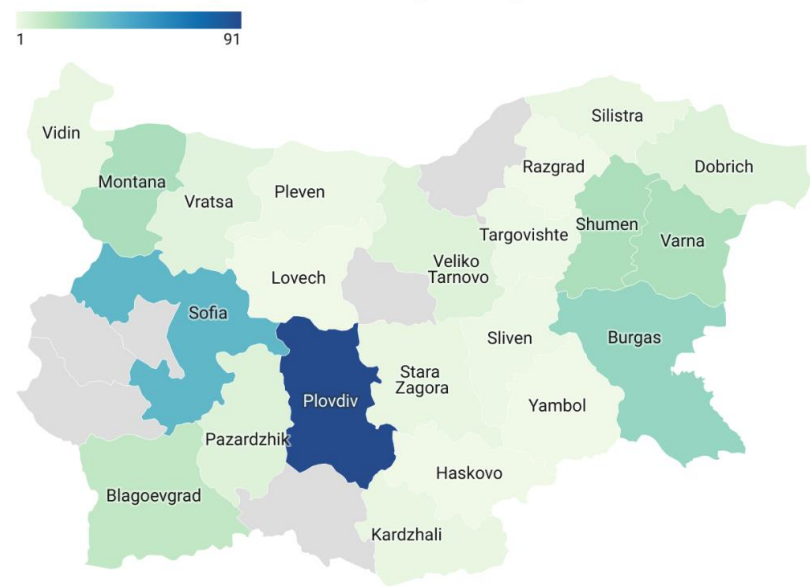 1 91
Vidin
Silistra
Montana
Razgrad
Dobrich
Vratsa
Pleven
Shumen
Targovishte
Varna
Veliko
Tarnovo
Lovech
Sofia
Sliven
Burgas
Stara
Zagora
Plovdiv
Yambol
Pazardzhik
Haskovo
Blagoevgrad
Kardzhali